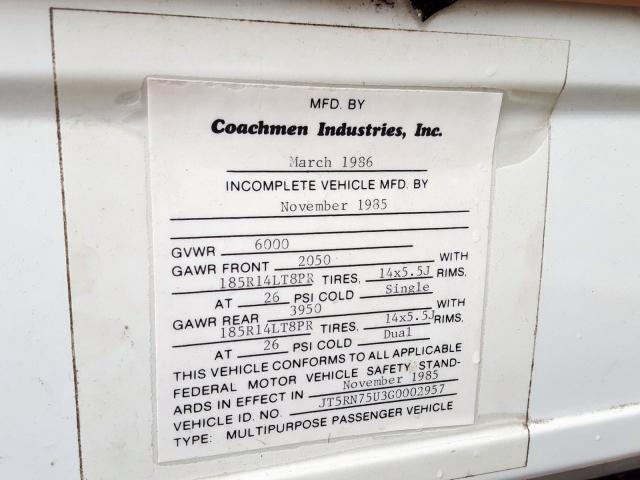 MFD. BY
Coachmen Industries, Inc.
March 1986
INCOMPLETE VEHICLE MFD. BY
November 1985
GVWR 6000
GAWR FRONT 2050 WITH
185R14LT8PR TIRES, 14x5.5J RIMS,
AT 26 PSI COLD Single
GAWR REAR 3950 WITH
185R14LT8PR TIRES, 14x5.5J RIMS,
AT 26 PSI COLD Dual
THIS VEHICLE CONFORMS TO ALL APPLICABLE
FEDERAL MOTOR VEHICLE SAFETY STAND-
ARDS IN EFFECT IN November 1985
VEHICLE ID. NO. JT5RN75U3G0002957
TYPE: MULTIPURPOSE PASSENGER VEHICLE